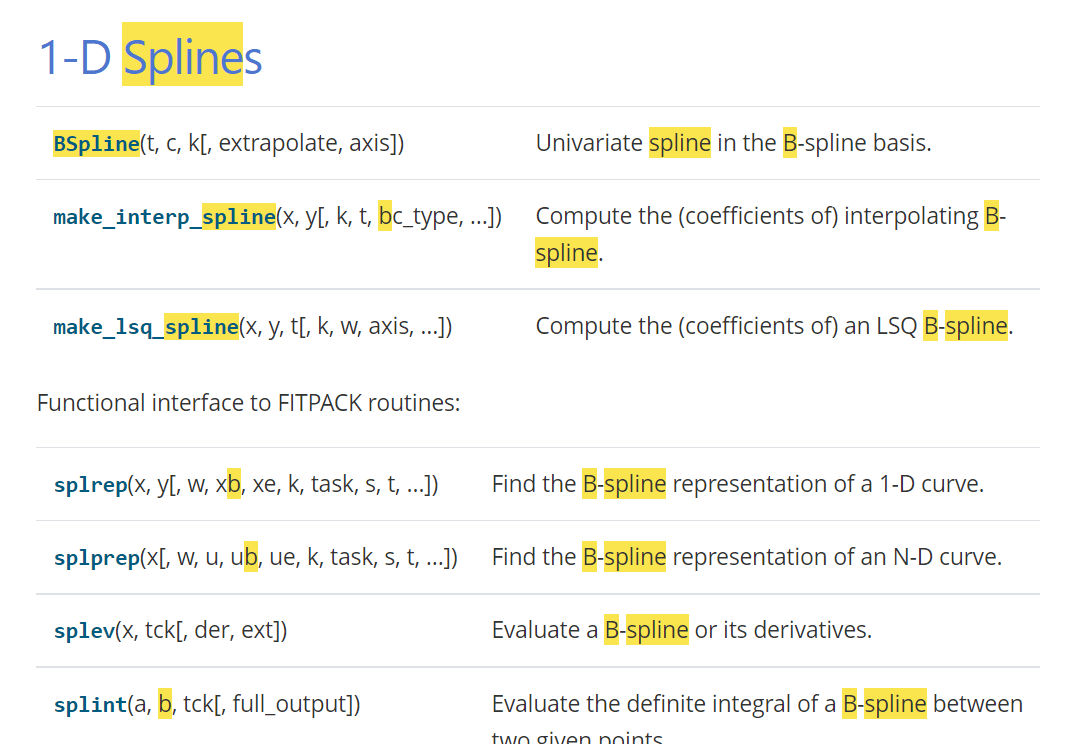 1-D Splines
BSpline(t, c, k[, extrapolate, axis]) Univariate spline in the B-spline basis.
make_interp_spline(x, y[, k, t, bc_type, ...]) Compute the (coefficients of) interpolating B-
spline.
make_lsq_spline(x, y, t[, k, w, axis, ...]) Compute the (coefficients of) an LSQ B-spline.
Functional interface to FITPACK routines:
splrep(x, y[, w, xb, xe, k, task, s, t, ...]) Find the B-spline representation of a 1-D curve.
splprep(x[, w, u, ub, ue, k, task, s, t, ...]) Find the B-spline representation of an N-D curve.
splev(x, tck[, der, ext]) Evaluate a B-spline or its derivatives.
splint(a, b, tck[, full_output]) Evaluate the definite integral of a B-spline between
two given points.